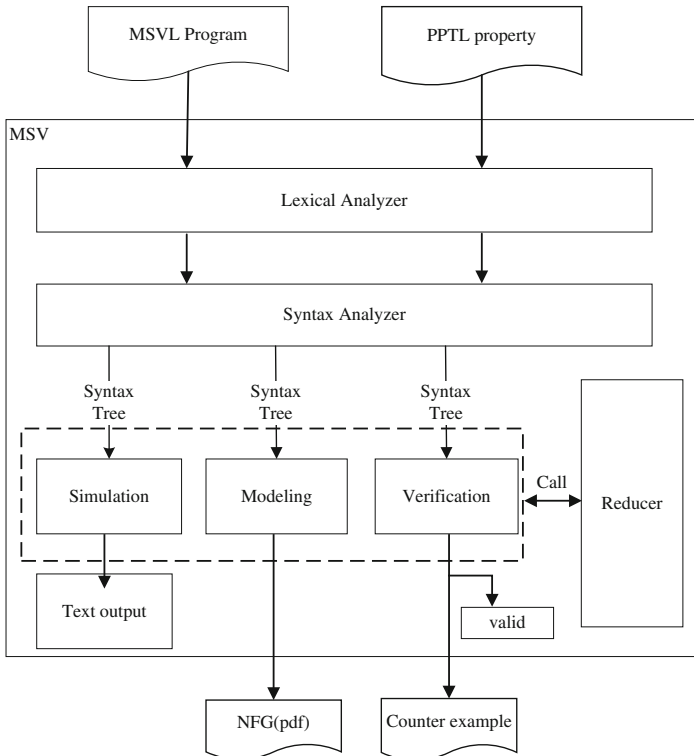 MSVL Program
PPTL property
MSV
Lexical Analyzer
Syntax Analyzer
Syntax
Tree
Syntax
Tree
Syntax
Tree
Simulation
Modeling
Verification
Call
Reducer
Text output
valid
NFG(pdf)
Counter example